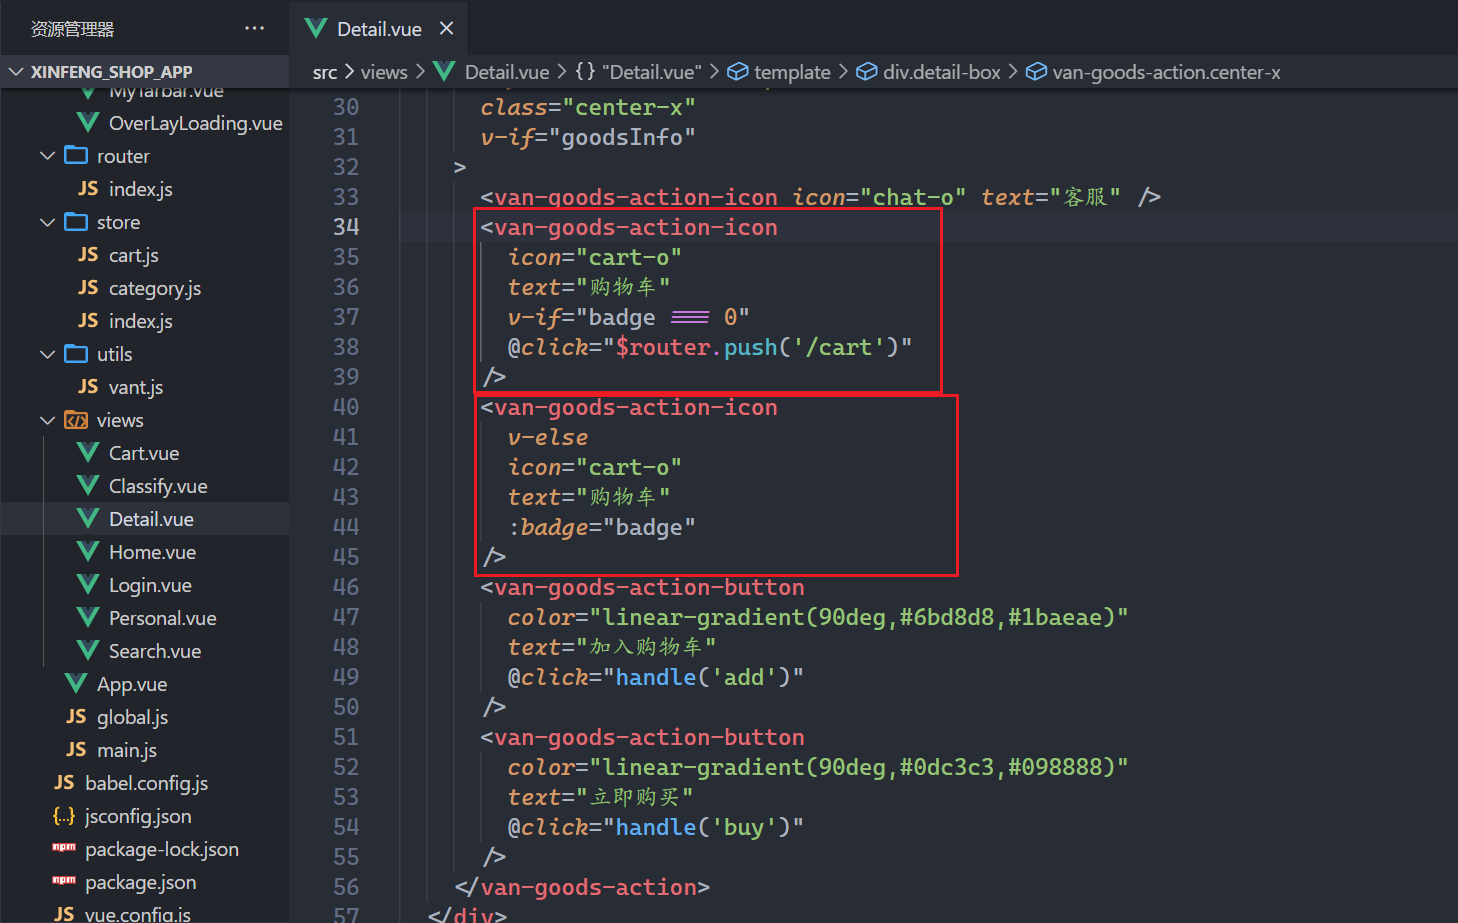 资源管理器 ···
Detail.vue ×
XINFENG_SHOP_APP
src > views > Detail.vue > {} "Detail.vue" > template > div.detail-box > van-goods-action.center-x
MyTarbar.vue
OverLayLoading.vue
router
JS index.js
store
JS cart.js
JS category.js
JS index.js
utils
JS vant.js
views
Cart.vue
Classify.vue
Detail.vue
Home.vue
Login.vue
Personal.vue
Search.vue
App.vue
JS global.js
JS main.js
JS babel.config.js
{..} jsconfig.json
npm package-lock.json
npm package.json
JS vue.config.js
30 class="center-x"
31 v-if="goodsInfo"
32 >
33 <van-goods-action-icon icon="chat-o" text="客服" />
34 <van-goods-action-icon
35 icon="cart-o"
36 text="购物车"
37 v-if="badge === 0"
38 @click="$router.push('/cart')"
39 />
40 <van-goods-action-icon
41 v-else
42 icon="cart-o"
43 text="购物车"
44 :badge="badge"
45 />
46 <van-goods-action-button
47 color="linear-gradient(90deg,#6bd8d8,#1baeae)"
48 text="加入购物车"
49 @click="handle('add')"
50 />
51 <van-goods-action-button
52 color="linear-gradient(90deg,#0dc3c3,#098888)"
53 text="立即购买"
54 @click="handle('buy')"
55 />
56 </van-goods-action>
57 </div>